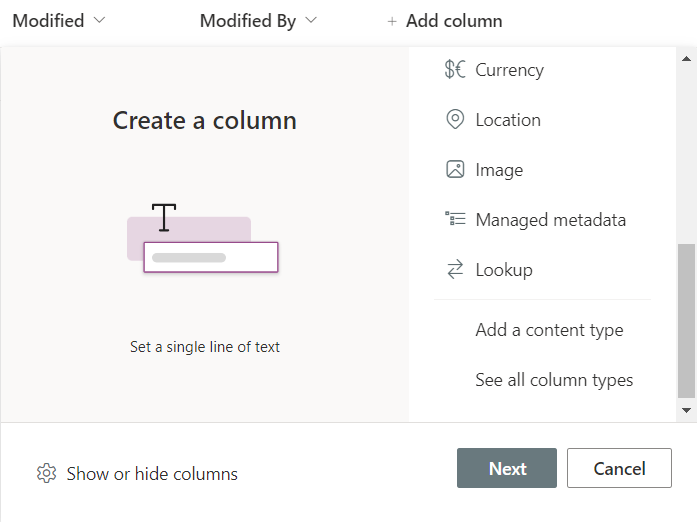 Modified
Modified By
+ Add column
Create a column
Set a single line of text
$€ Currency
Location
Image
Managed metadata
Lookup
Add a content type
See all column types
Show or hide columns
Next
Cancel